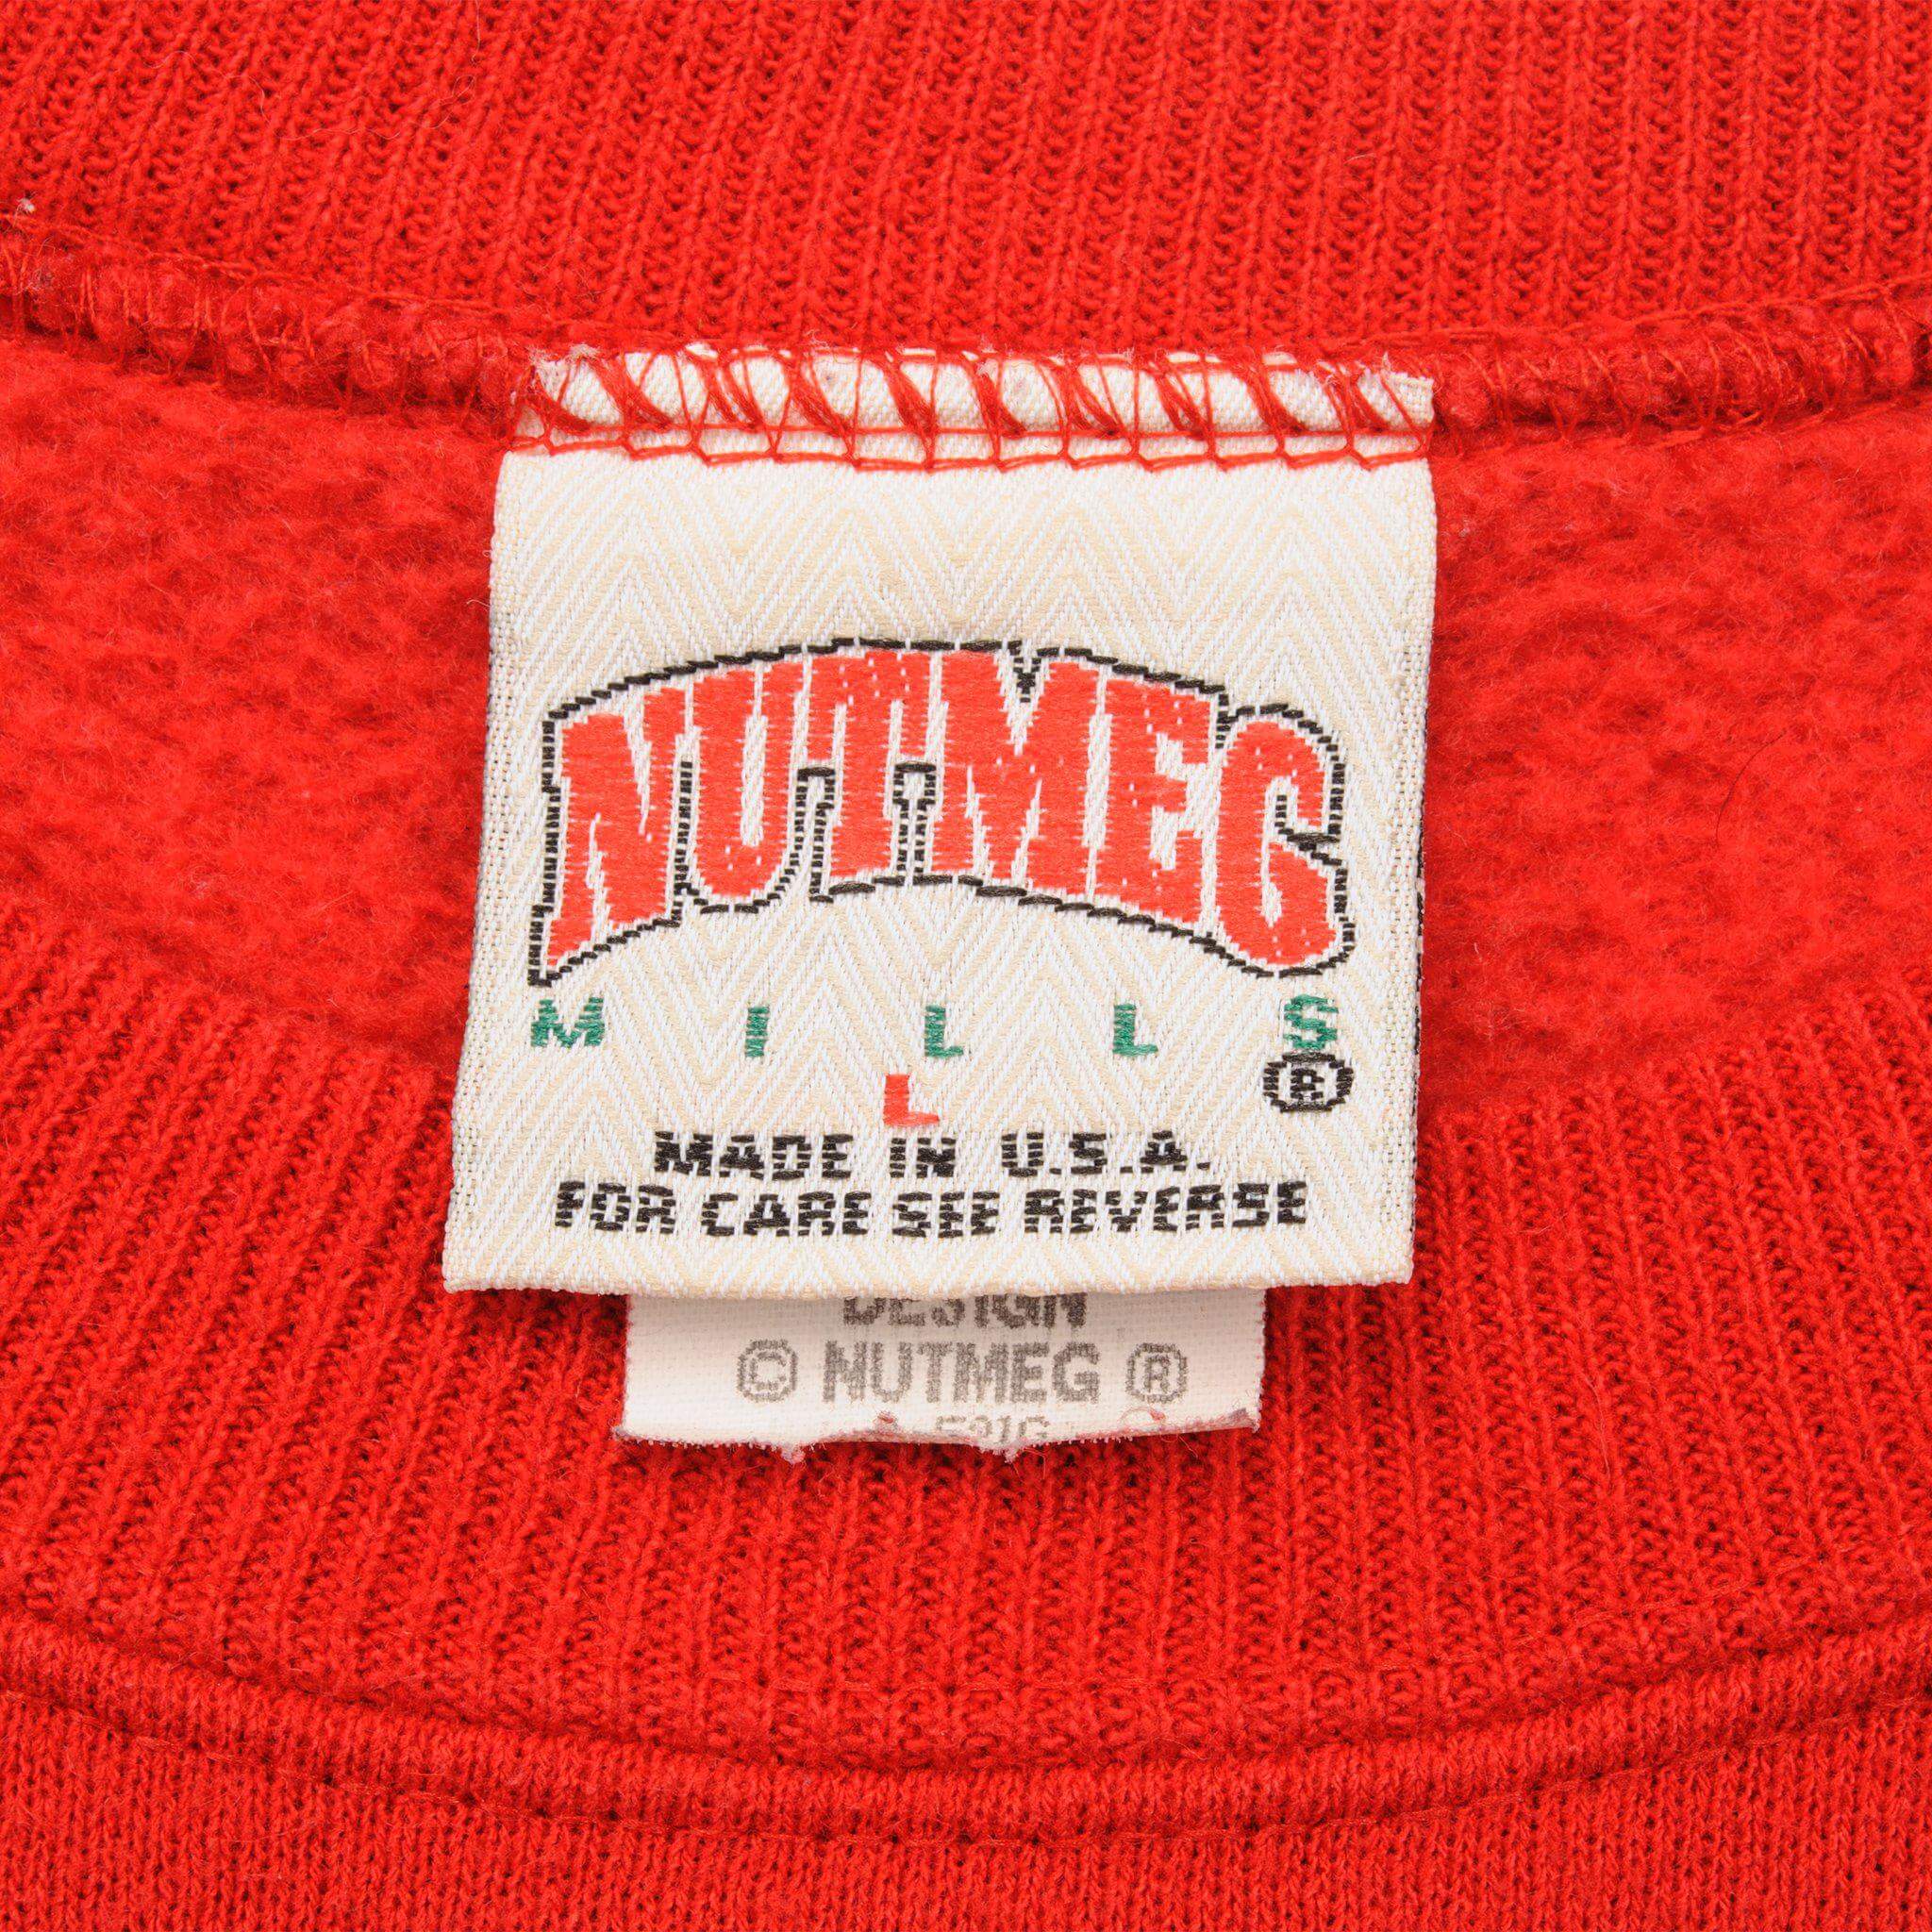 NUTMEG
MILLS
®
L
MADE IN U.S.A.
FOR CARE SEE REVERSE
DESIGN
© NUTMEG ®